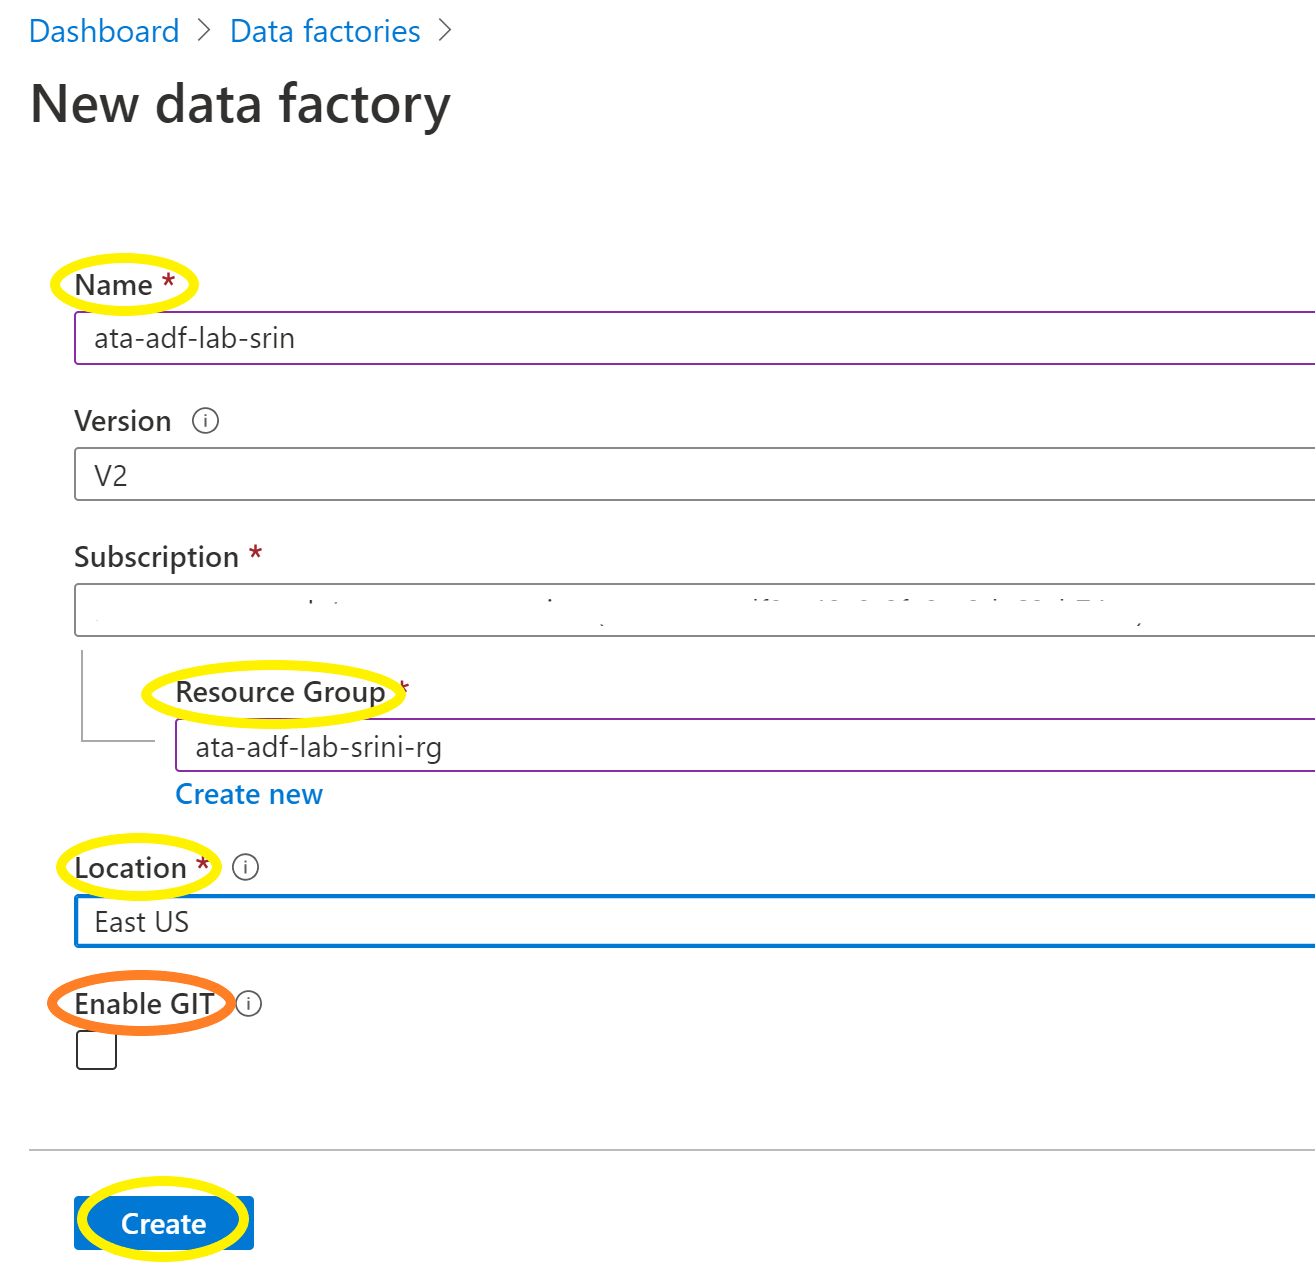 Dashboard > Data factories >
New data factory
Name *
ata-adf-lab-srin
Version
V2
Subscription *
Resource Group *
ata-adf-lab-srini-rg
Create new
Location *
East US
Enable GIT
Create